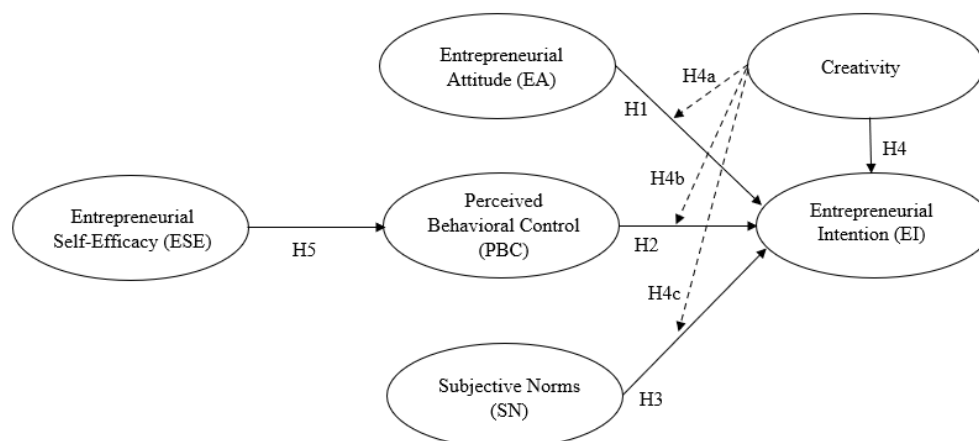 Entrepreneurial
Attitude (EA)
Creativity
H4a
H1
H4
H4b
Entrepreneurial
Self-Efficacy (ESE)
H5
Perceived
Behavioral Control
(PBC)
H2
Entrepreneurial
Intention (EI)
H4c
Subjective Norms
(SN)
H3